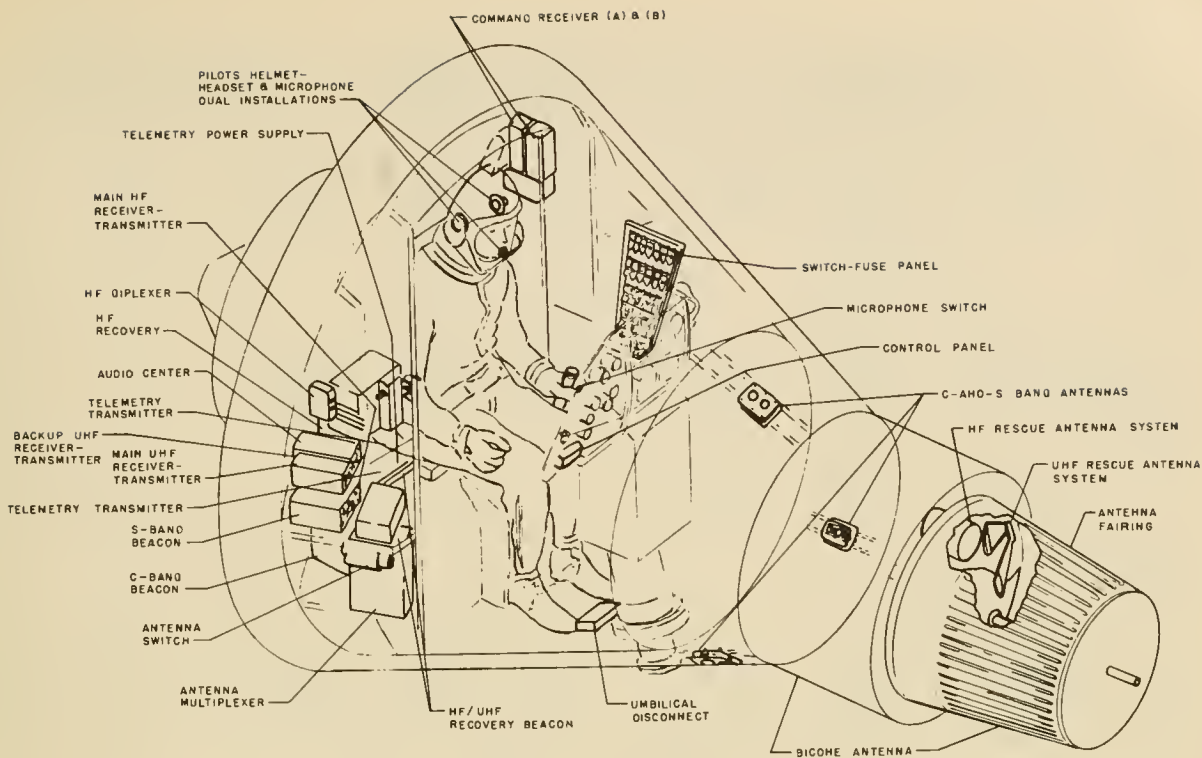 COMMAND RECEIVER (A) & (B)
PILOTS HELMET-
HEADSET & MICROPHONE
DUAL INSTALLATIONS
TELEMETRY POWER SUPPLY
MAIN HF
RECEIVER-
TRANSMITTER
HF DIPLEXER
HF
RECOVERY
AUDIO CENTER
TELEMETRY
TRANSMITTER
BACKUP UHF
RECEIVER-
TRANSMITTER
MAIN UHF
RECEIVER-
TRANSMITTER
TELEMETRY TRANSMITTER
S-BAND
BEACON
C-BAND
BEACON
ANTENNA
SWITCH
ANTENNA
MULTIPLEXER
HF/UHF
RECOVERY BEACON
UMBILICAL
DISCONNECT
SWITCH-FUSE PANEL
MICROPHONE SWITCH
CONTROL PANEL
C-AND-S BAND ANTENNAS
HF RESCUE ANTENNA SYSTEM
UHF RESCUE ANTENNA
SYSTEM
ANTENNA
FAIRING
BICONE ANTENNA